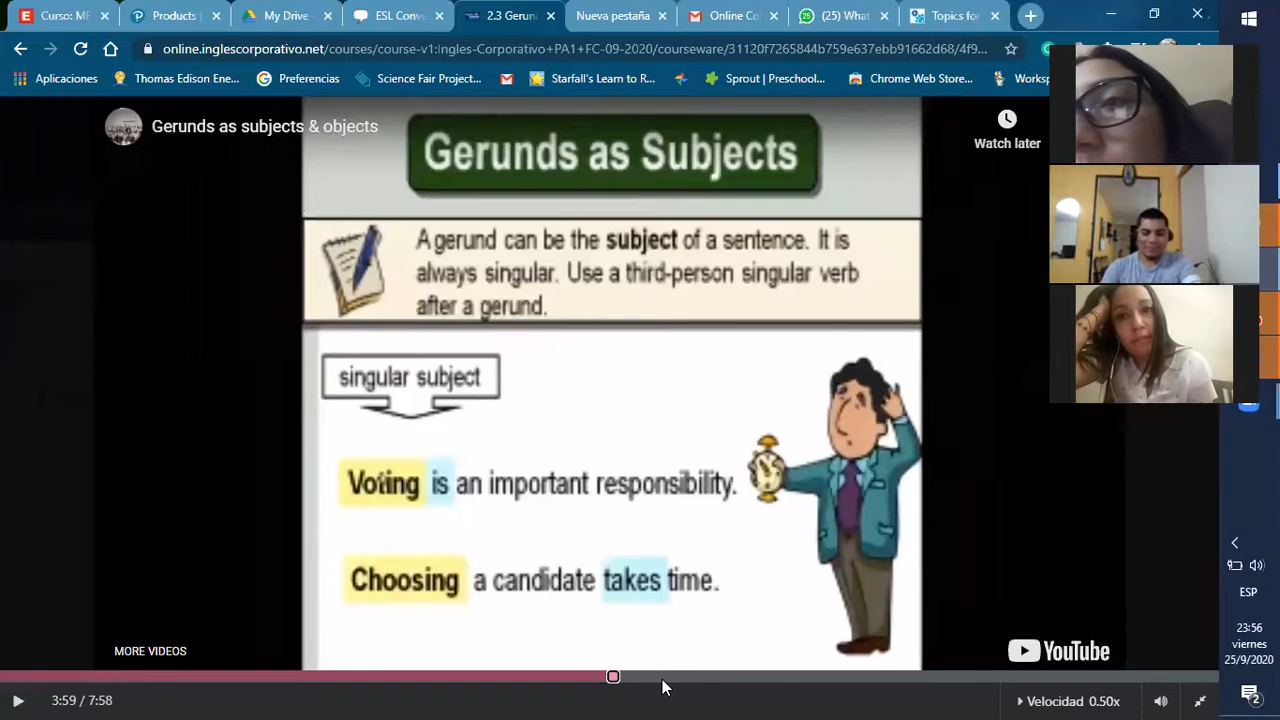 Curso: ME
Products |
My Drive -
ESL Conve
2.3 Gerun
Nueva pestaña
Online Co
(25) What
Topics for
online.inglescorporativo.net/courses/course-v1:Ingles-Corporativo+PA1+FC-09-2020/courseware/31120f7265844b759e637ebb91662d68/4f9...
Aplicaciones
Thomas Edison Ene...
Preferencias
Science Fair Project...
Starfall's Learn to R...
Sprout | Preschool...
Chrome Web Store...
Worksp
Gerunds as subjects & objects
Watch later
Gerunds as Subjects
A gerund can be the subject of a sentence. It is
always singular. Use a third-person singular verb
after a gerund.
singular subject
Voting is an important responsibility.
Choosing a candidate takes time.
MORE VIDEOS
YouTube
3:59 / 7:58
Velocidad 0.50x
ESP
23:56
25/9/2020
2